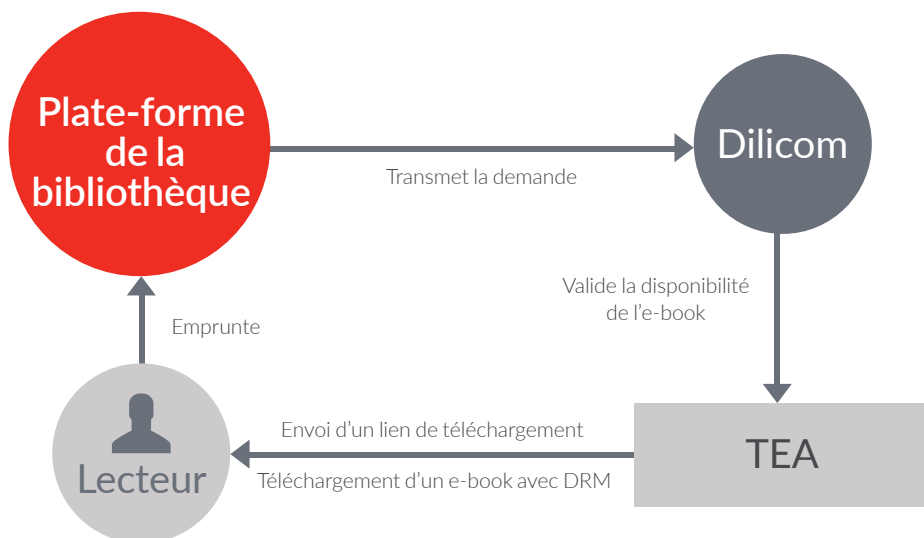 Plate-forme
de la
bibliothèque
Dilicom
Transmet la demande
Valide la disponibilité
de l’e-book
Emprunte
Envoi d’un lien de téléchargement
TEA
Lecteur
Téléchargement d’un e-book avec DRM